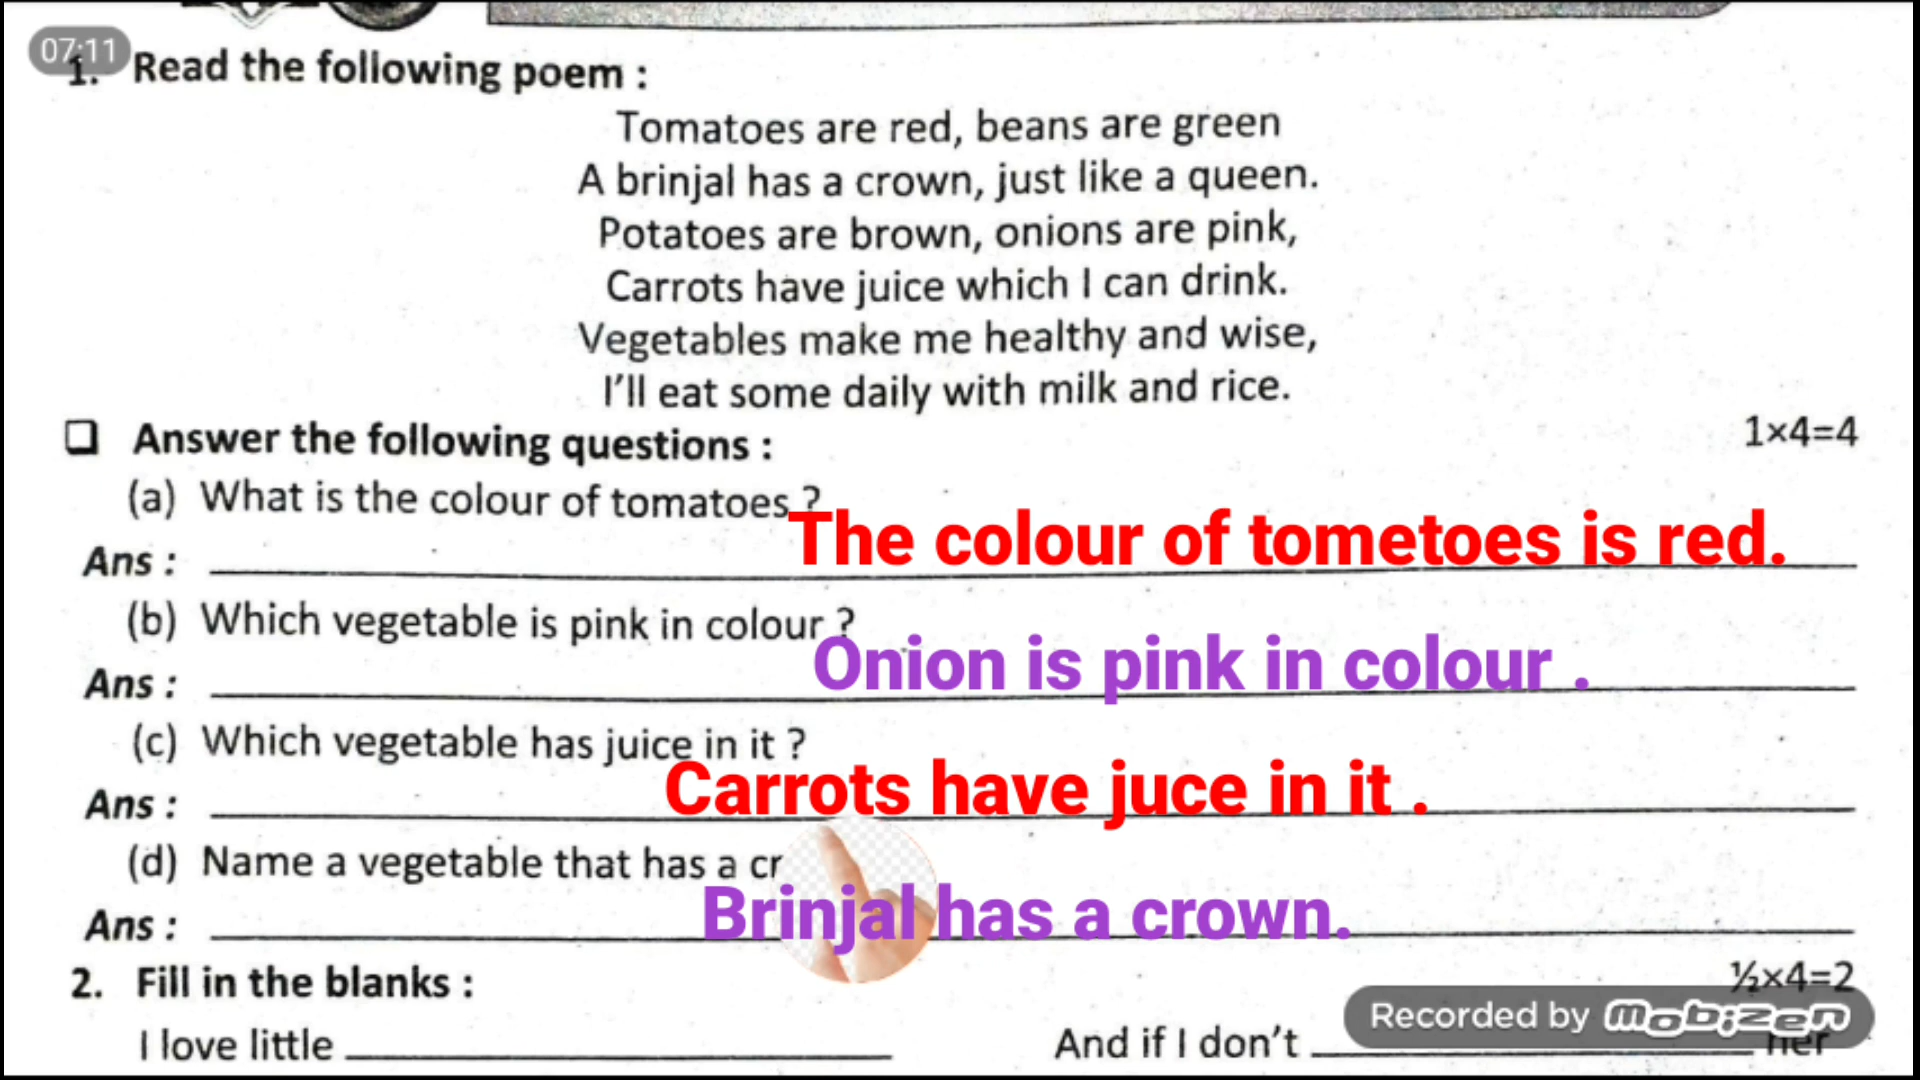 07:11
1. Read the following poem :
Tomatoes are red, beans are green
A brinjal has a crown, just like a queen.
Potatoes are brown, onions are pink,
Carrots have juice which I can drink.
Vegetables make me healthy and wise,
I'll eat some daily with milk and rice.
❑ Answer the following questions : 1×4=4
(a) What is the colour of tomatoes ?
Ans : The colour of tometoes is red.
(b) Which vegetable is pink in colour ?
Ans : Onion is pink in colour .
(c) Which vegetable has juice in it ?
Ans : Carrots have juce in it .
(d) Name a vegetable that has a cr
Ans : Brinjal has a crown.
2. Fill in the blanks : ½×4=2
Recorded by mobizen
I love little ____________ And if I don't ____________ her